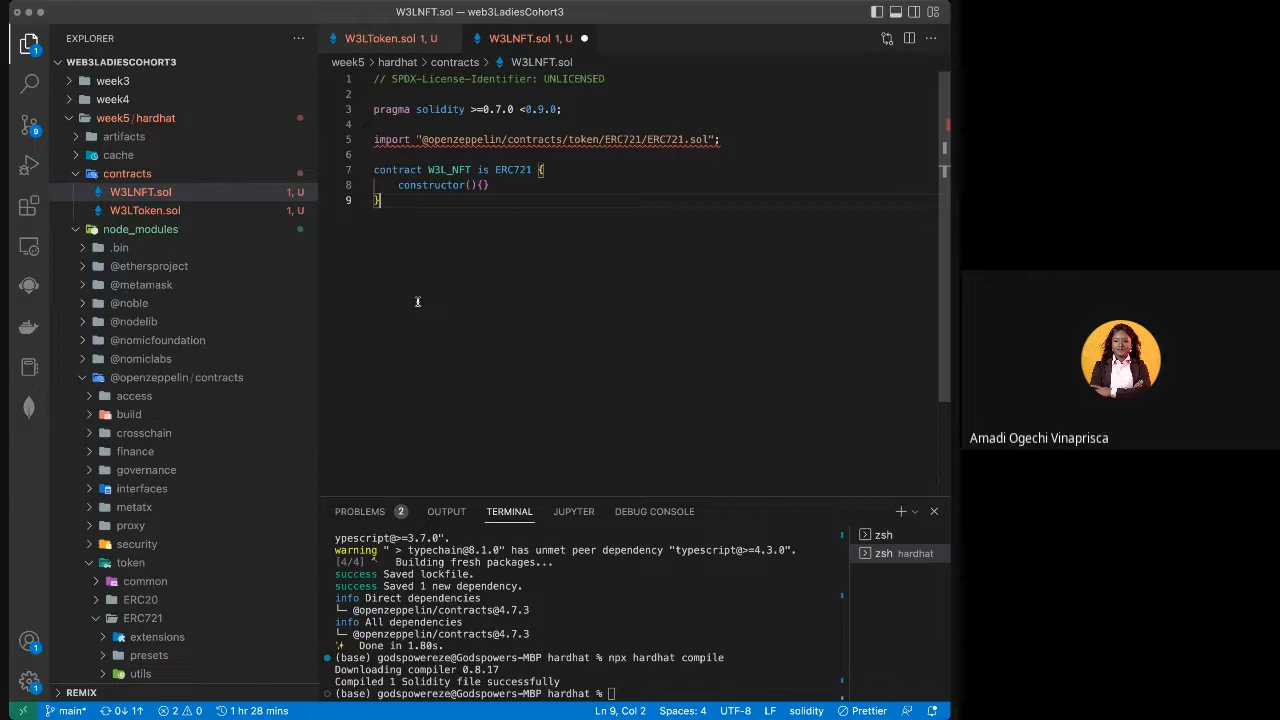 W3LNFT.sol — web3LadiesCohort3
EXPLORER
W3LToken.sol 1, U
W3LNFT.sol 1, U
week5 > hardhat > contracts > W3LNFT.sol
WEB3LADIESCOHORT3
week3
week4
week5 / hardhat
artifacts
cache
contracts
W3LNFT.sol 1, U
W3LToken.sol 1, U
node_modules
.bin
@ethersproject
@metamask
@noble
@nodelib
@nomicfoundation
@nomiclabs
@openzeppelin / contracts
access
build
crosschain
finance
governance
interfaces
metatx
proxy
security
token
common
ERC20
ERC721
extensions
presets
utils
REMIX
1
9
1
1
1 // SPDX-License-Identifier: UNLICENSED
2
3 pragma solidity >=0.7.0 <0.9.0;
4
5 import "@openzeppelin/contracts/token/ERC721/ERC721.sol";
6
7 contract W3L_NFT is ERC721 {
8 constructor(){}
9 }
PROBLEMS 2 OUTPUT TERMINAL JUPYTER DEBUG CONSOLE
ypescript@>=3.7.0".
warning " > typechain@8.1.0" has unmet peer dependency "typescript@>=4.3.0".
[4/4] Building fresh packages...
success Saved lockfile.
success Saved 1 new dependency.
info Direct dependencies
└─ @openzeppelin/contracts@4.7.3
info All dependencies
└─ @openzeppelin/contracts@4.7.3
✨ Done in 1.80s.
(base) godspowereze@Godspowers-MBP hardhat % npx hardhat compile
Downloading compiler 0.8.17
Compiled 1 Solidity file successfully
(base) godspowereze@Godspowers-MBP hardhat %
zsh
zsh hardhat
main* 0↓ 1↑ 2 0 1 hr 28 mins Ln 9, Col 2 Spaces: 4 UTF-8 LF solidity Prettier
Amadi Ogechi Vinaprisca